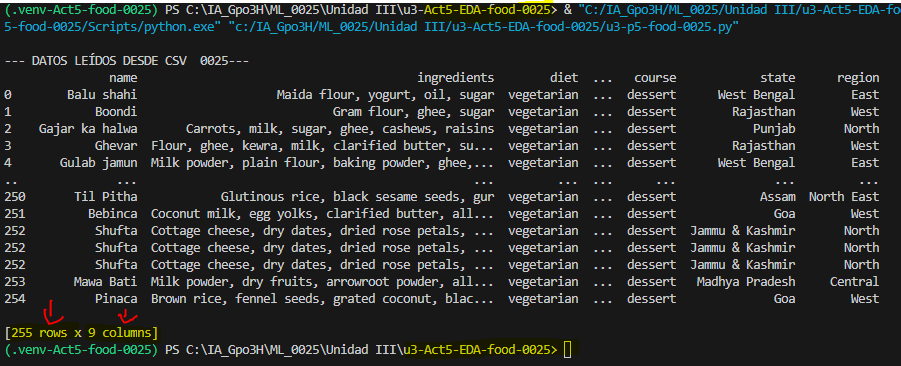 (.venv-Act5-food-0025) PS C:\IA_Gpo3H\ML_0025\Unidad III\u3-Act5-EDA-food-0025> & "C:/IA_Gpo3H/ML_0025/Unidad III/u3-Act5-EDA-fo
5-food-0025/Scripts/python.exe" "c:/IA_Gpo3H/ML_0025/Unidad III/u3-Act5-EDA-food-0025/u3-p5-food-0025.py"
--- DATOS LEÍDOS DESDE CSV  0025---
name ingredients diet ... course state region
0 Balu shahi Maida flour, yogurt, oil, sugar vegetarian ... dessert West Bengal East
1 Boondi Gram flour, ghee, sugar vegetarian ... dessert Rajasthan West
2 Gajar ka halwa Carrots, milk, sugar, ghee, cashews, raisins vegetarian ... dessert Punjab North
3 Ghevar Flour, ghee, kewra, milk, clarified butter, su... vegetarian ... dessert Rajasthan West
4 Gulab jamun Milk powder, plain flour, baking powder, ghee,... vegetarian ... dessert West Bengal East
.. ... ... ... ... ... ... ...
250 Til Pitha Glutinous rice, black sesame seeds, gur vegetarian ... dessert Assam North East
251 Bebinca Coconut milk, egg yolks, clarified butter, all... vegetarian ... dessert Goa West
252 Shufta Cottage cheese, dry dates, dried rose petals, ... vegetarian ... dessert Jammu & Kashmir North
252 Shufta Cottage cheese, dry dates, dried rose petals, ... vegetarian ... dessert Jammu & Kashmir North
252 Shufta Cottage cheese, dry dates, dried rose petals, ... vegetarian ... dessert Jammu & Kashmir North
253 Mawa Bati Milk powder, dry fruits, arrowroot powder, all... vegetarian ... dessert Madhya Pradesh Central
254 Pinaca Brown rice, fennel seeds, grated coconut, blac... vegetarian ... dessert Goa West
[255 rows x 9 columns]
(.venv-Act5-food-0025) PS C:\IA_Gpo3H\ML_0025\Unidad III\u3-Act5-EDA-food-0025>